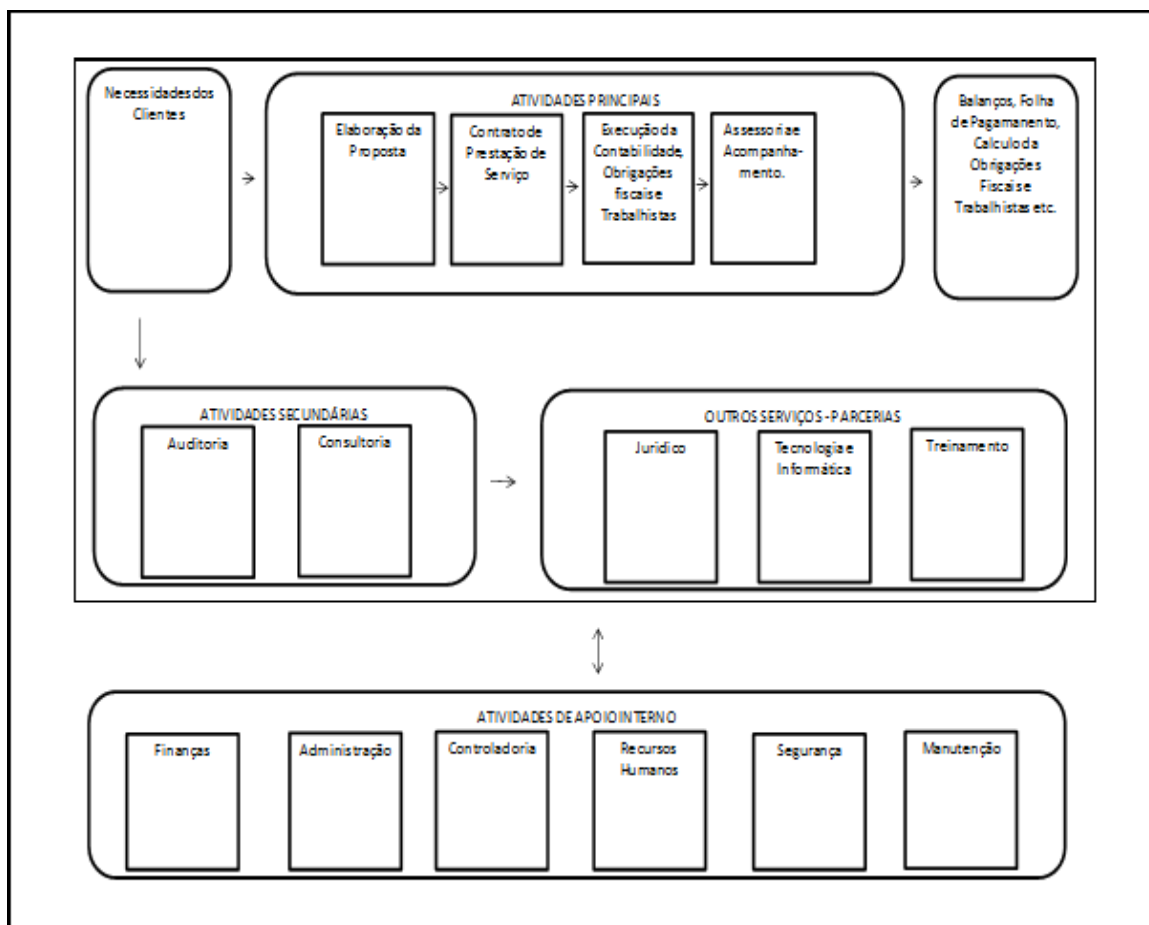 Necessidades dos
Clientes
ATIVIDADES PRINCIPAIS
Elaboração da
Proposta
Contrato de
Prestação de
Serviço
Execução da
Contabilidade,
Obrigações
fiscais e
Trabalhistas
Assessoria e
Acompanha-
mento.
Balanços, Folha
de Pagamanento,
Calculo da
Obrigações
Fiscais e
Trabalhistas etc.
ATIVIDADES SECUNDÁRIAS
Auditoria
Consultoria
OUTROS SERVIÇOS - PARCERIAS
Juridico
Tecnologia e
Informática
Treinamento
ATIVIDADES DE APOIO INTERNO
Finanças
Administração
Controladoria
Recursos
Humanos
Segurança
Manutenção